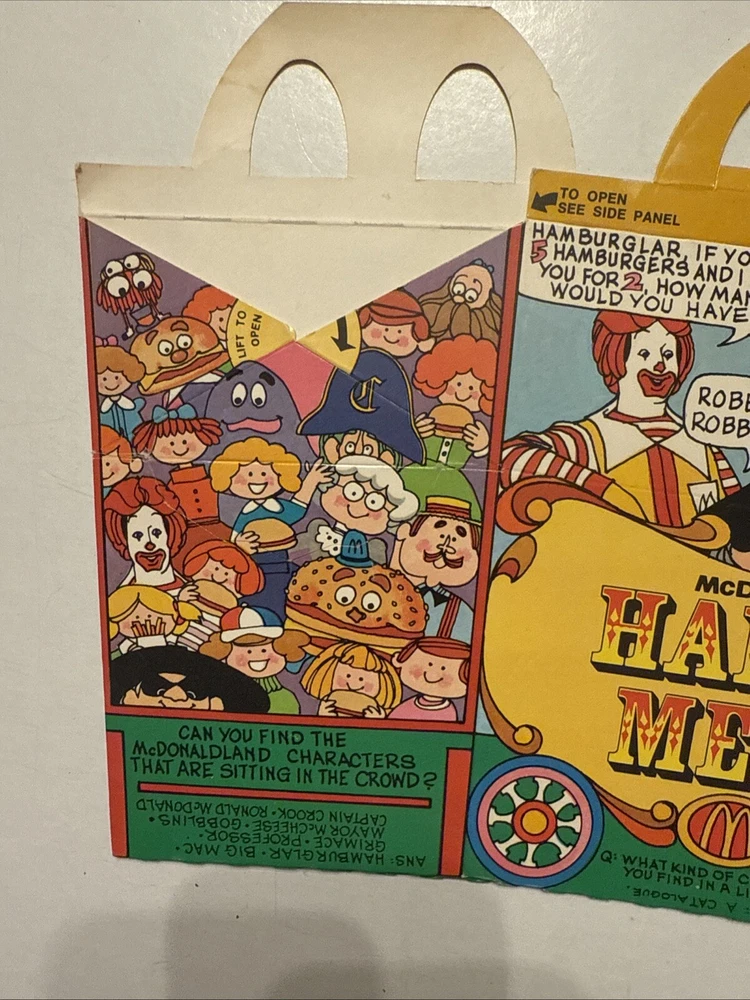 LIFT TO
OPEN
C
M
CAN YOU FIND THE
McDONALDLAND CHARACTERS
THAT ARE SITTING IN THE CROWD?
ANS: HAMBURGLAR • BIG MAC •
GRIMACE • PROFESSOR •
MAYOR McCHEESE • GOBBLINS •
CAPTAIN CROOK • RONALD McDONALD
TO OPEN
SEE SIDE PANEL
HAMBURGLAR, IF YO
5 HAMBURGERS AND I
YOU FOR 2, HOW MAN
WOULD YOU HAVE
ROBB
ROBB
McD
HA
ME
M
Q: WHAT KIND OF C
YOU FIND IN A LI
A CATALOGUE.